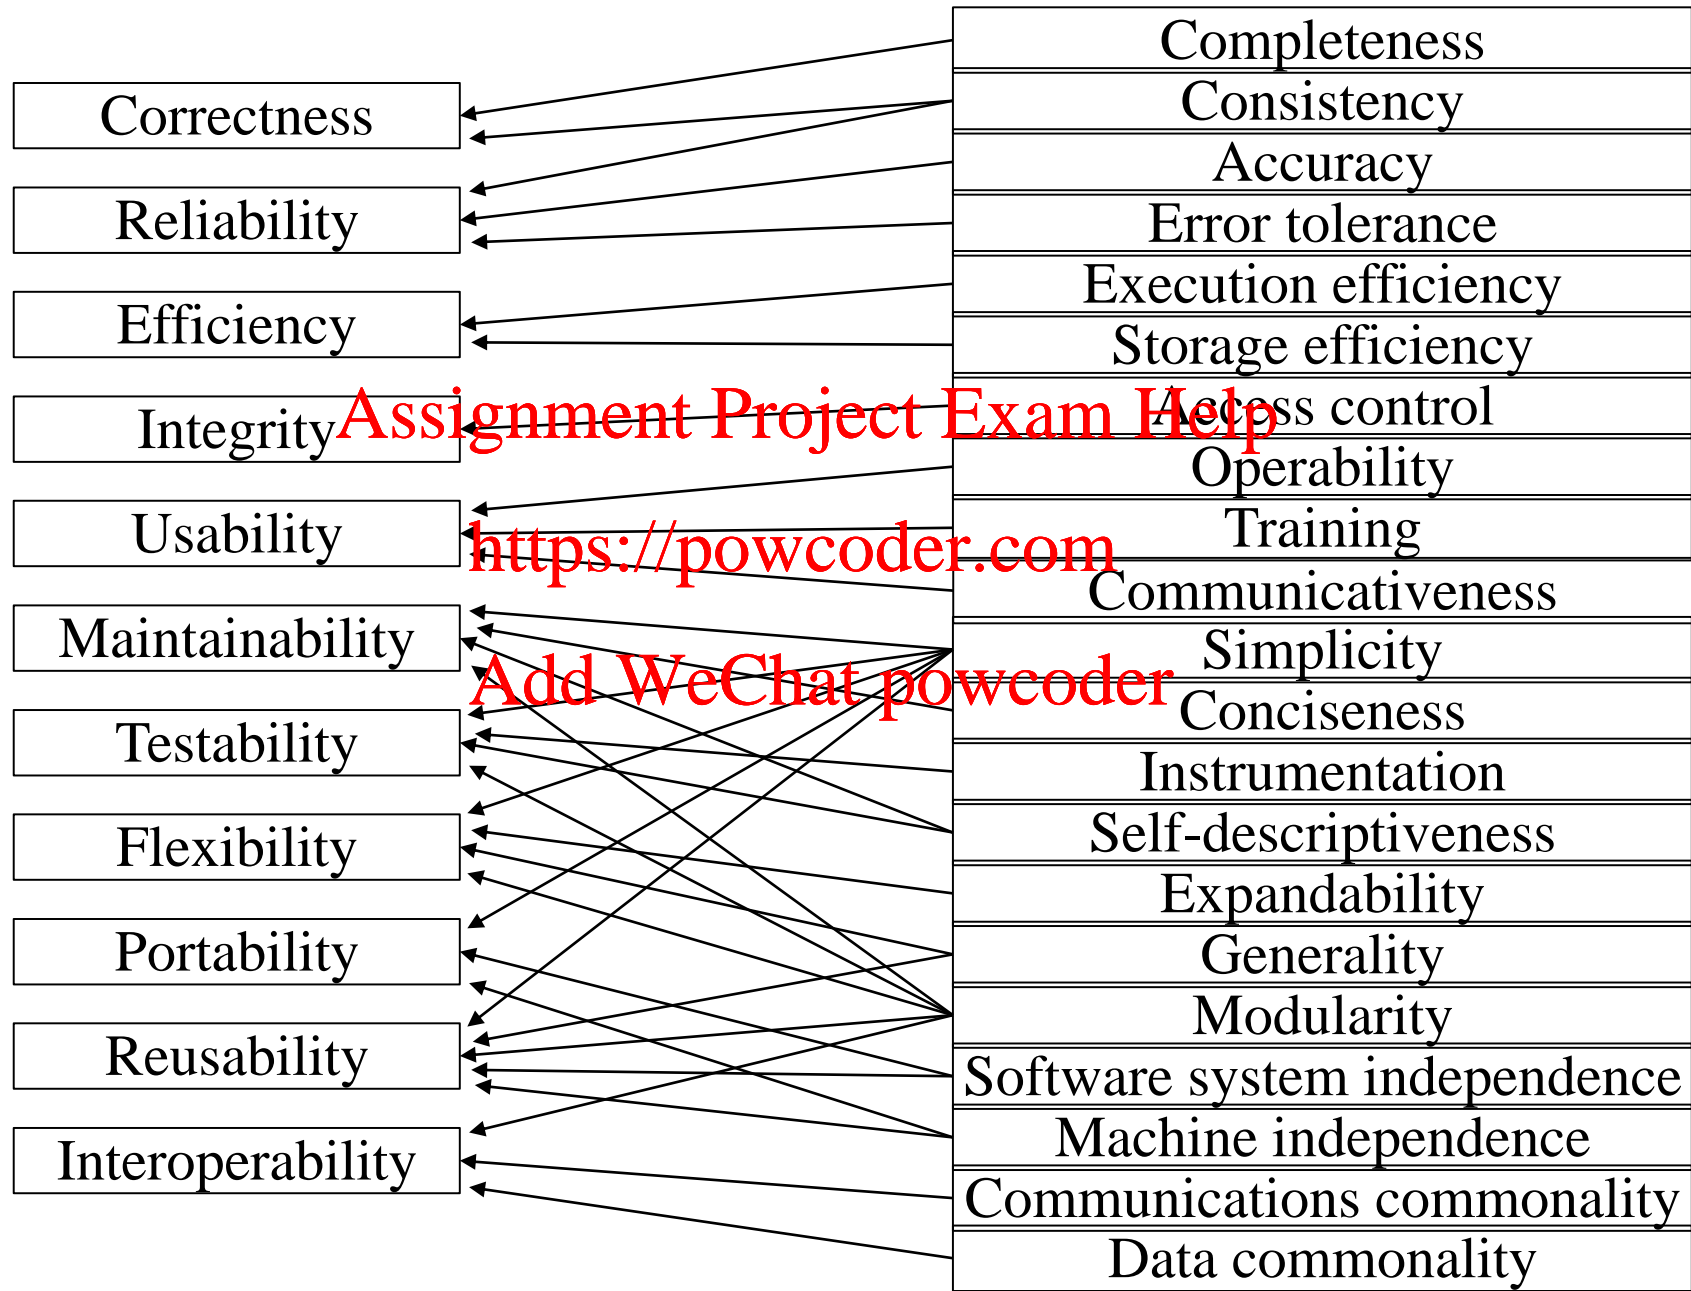 Correctness
Reliability
Efficiency
Integrity
Usability
Maintainability
Testability
Flexibility
Portability
Reusability
Interoperability
Completeness
Consistency
Accuracy
Error tolerance
Execution efficiency
Storage efficiency
Access control
Operability
Training
Communicativeness
Simplicity
Conciseness
Instrumentation
Self-descriptiveness
Expandability
Generality
Modularity
Software system independence
Machine independence
Communications commonality
Data commonality
Assignment Project Exam Help
https://powcoder.com
Add WeChat powcoder